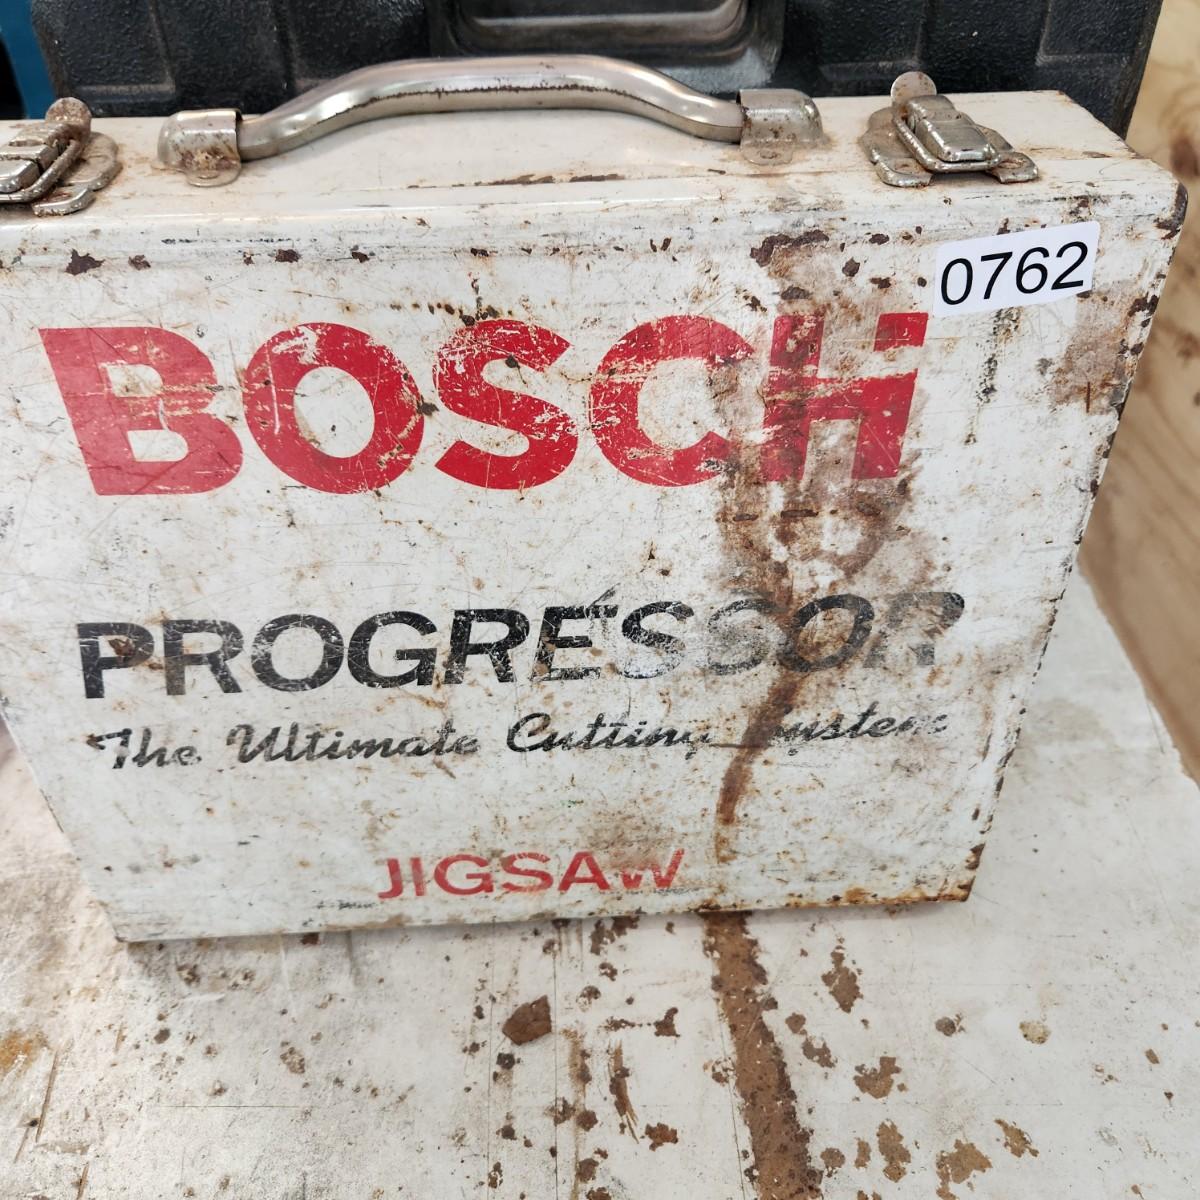 0762
BOSCH
PROGRESSOR
The Ultimate Cutting System
JIGSAW